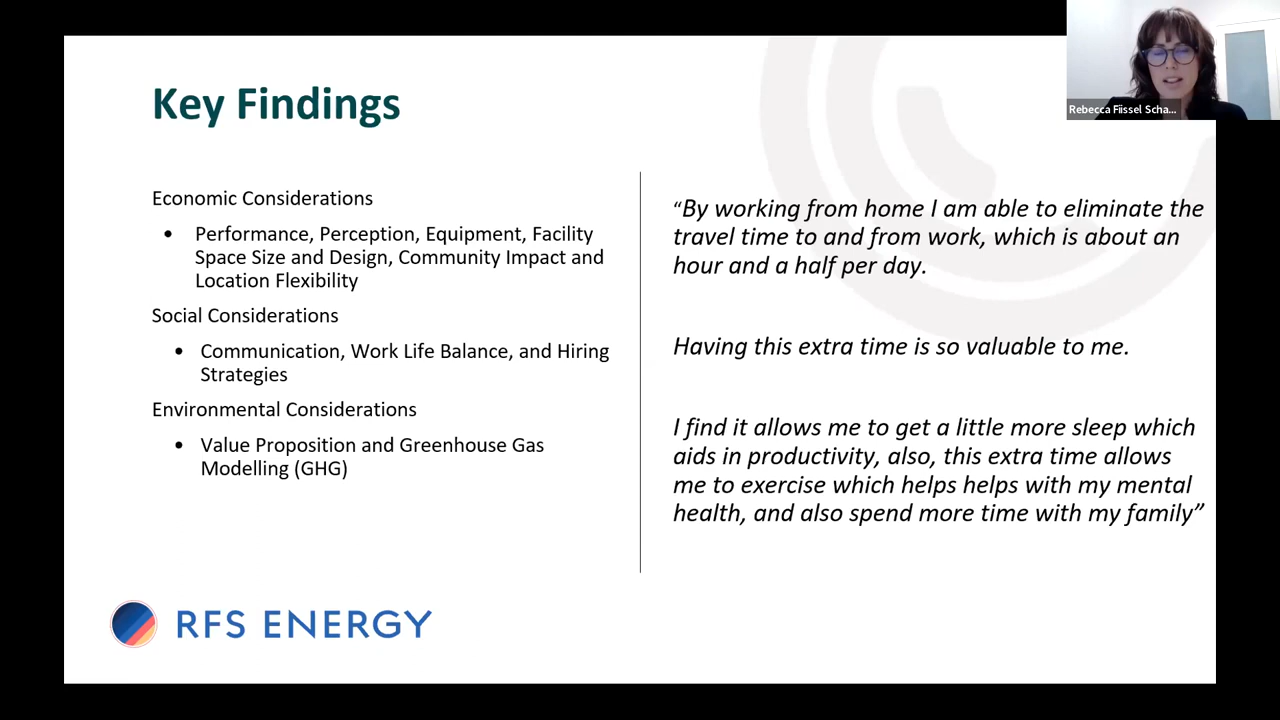 Key Findings
Economic Considerations
• Performance, Perception, Equipment, Facility
Space Size and Design, Community Impact and
Location Flexibility
Social Considerations
• Communication, Work Life Balance, and Hiring
Strategies
Environmental Considerations
• Value Proposition and Greenhouse Gas
Modelling (GHG)
“By working from home I am able to eliminate the
travel time to and from work, which is about an
hour and a half per day.
Having this extra time is so valuable to me.
I find it allows me to get a little more sleep which
aids in productivity, also, this extra time allows
me to exercise which helps helps with my mental
health, and also spend more time with my family”
RFS ENERGY
Rebecca Fiissel Scha...